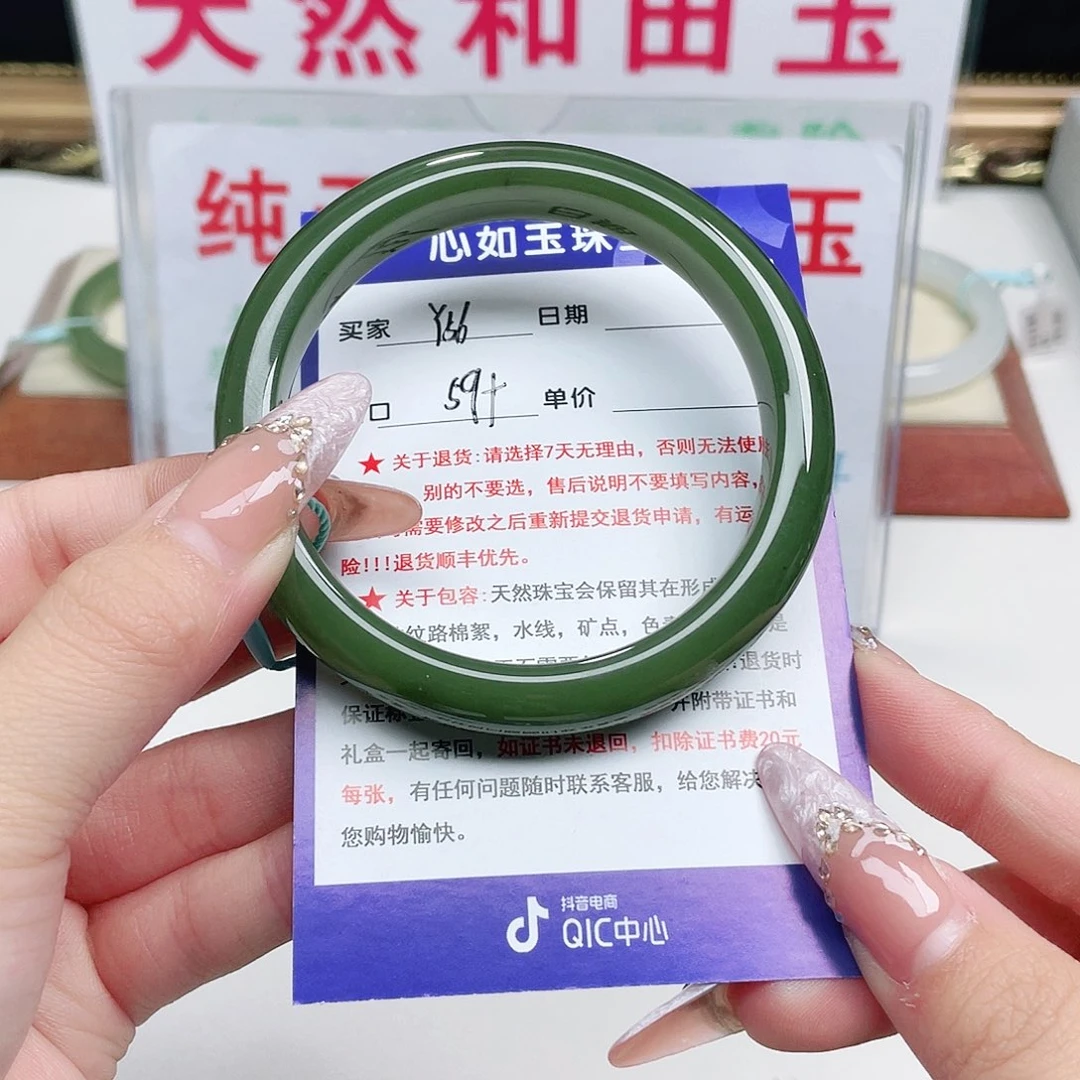 天然和田玉
纯
玉
心如玉珠
买家 Y56 日期
口 59+ 单价
★关于退货:请选择7天无理由，否则无法使
别的不要选，售后说明不要填写内容，
需要修改之后重新提交退货申请，有运
险!!!退货顺丰优先。
★关于包容:天然珠宝会保留其在形成
纹路棉絮，水线，矿点，色 是
退货时
保证标 并附带证书和
礼盒一起寄回，如证书未退回，扣除证书费20元
每张，有任何问题随时联系客服，给您解决
您购物愉快。
抖音电商
QIC中心